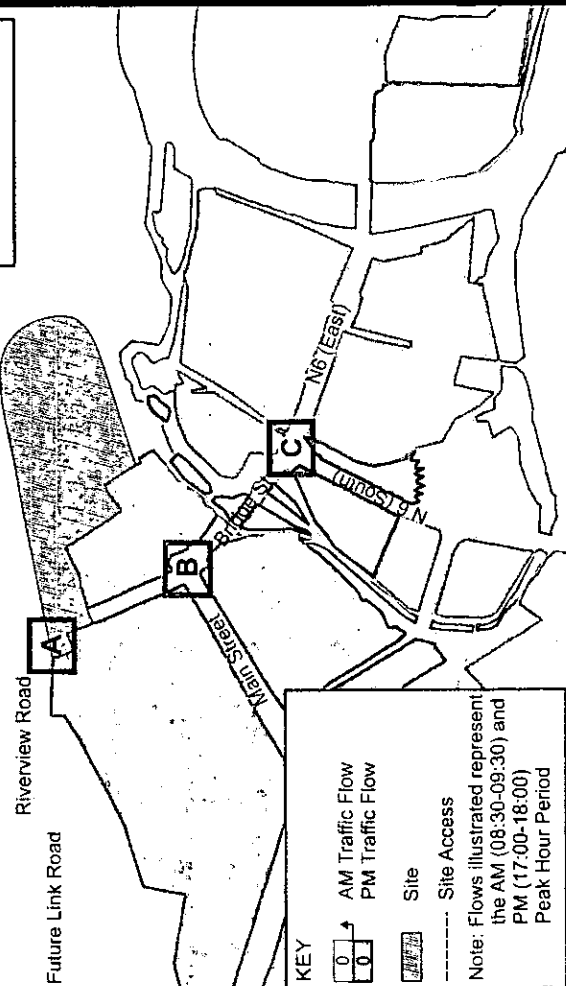 Riverview Road
Future Link Road
A
B
Bridge St
C
N6 (East)
N 6 (South)
Main Street
KEY
0 AM Traffic Flow
0 PM Traffic Flow
Site
Site Access
Note: Flows illustrated represent
the AM (08:30-09:30) and
PM (17:00-18:00)
Peak Hour Period